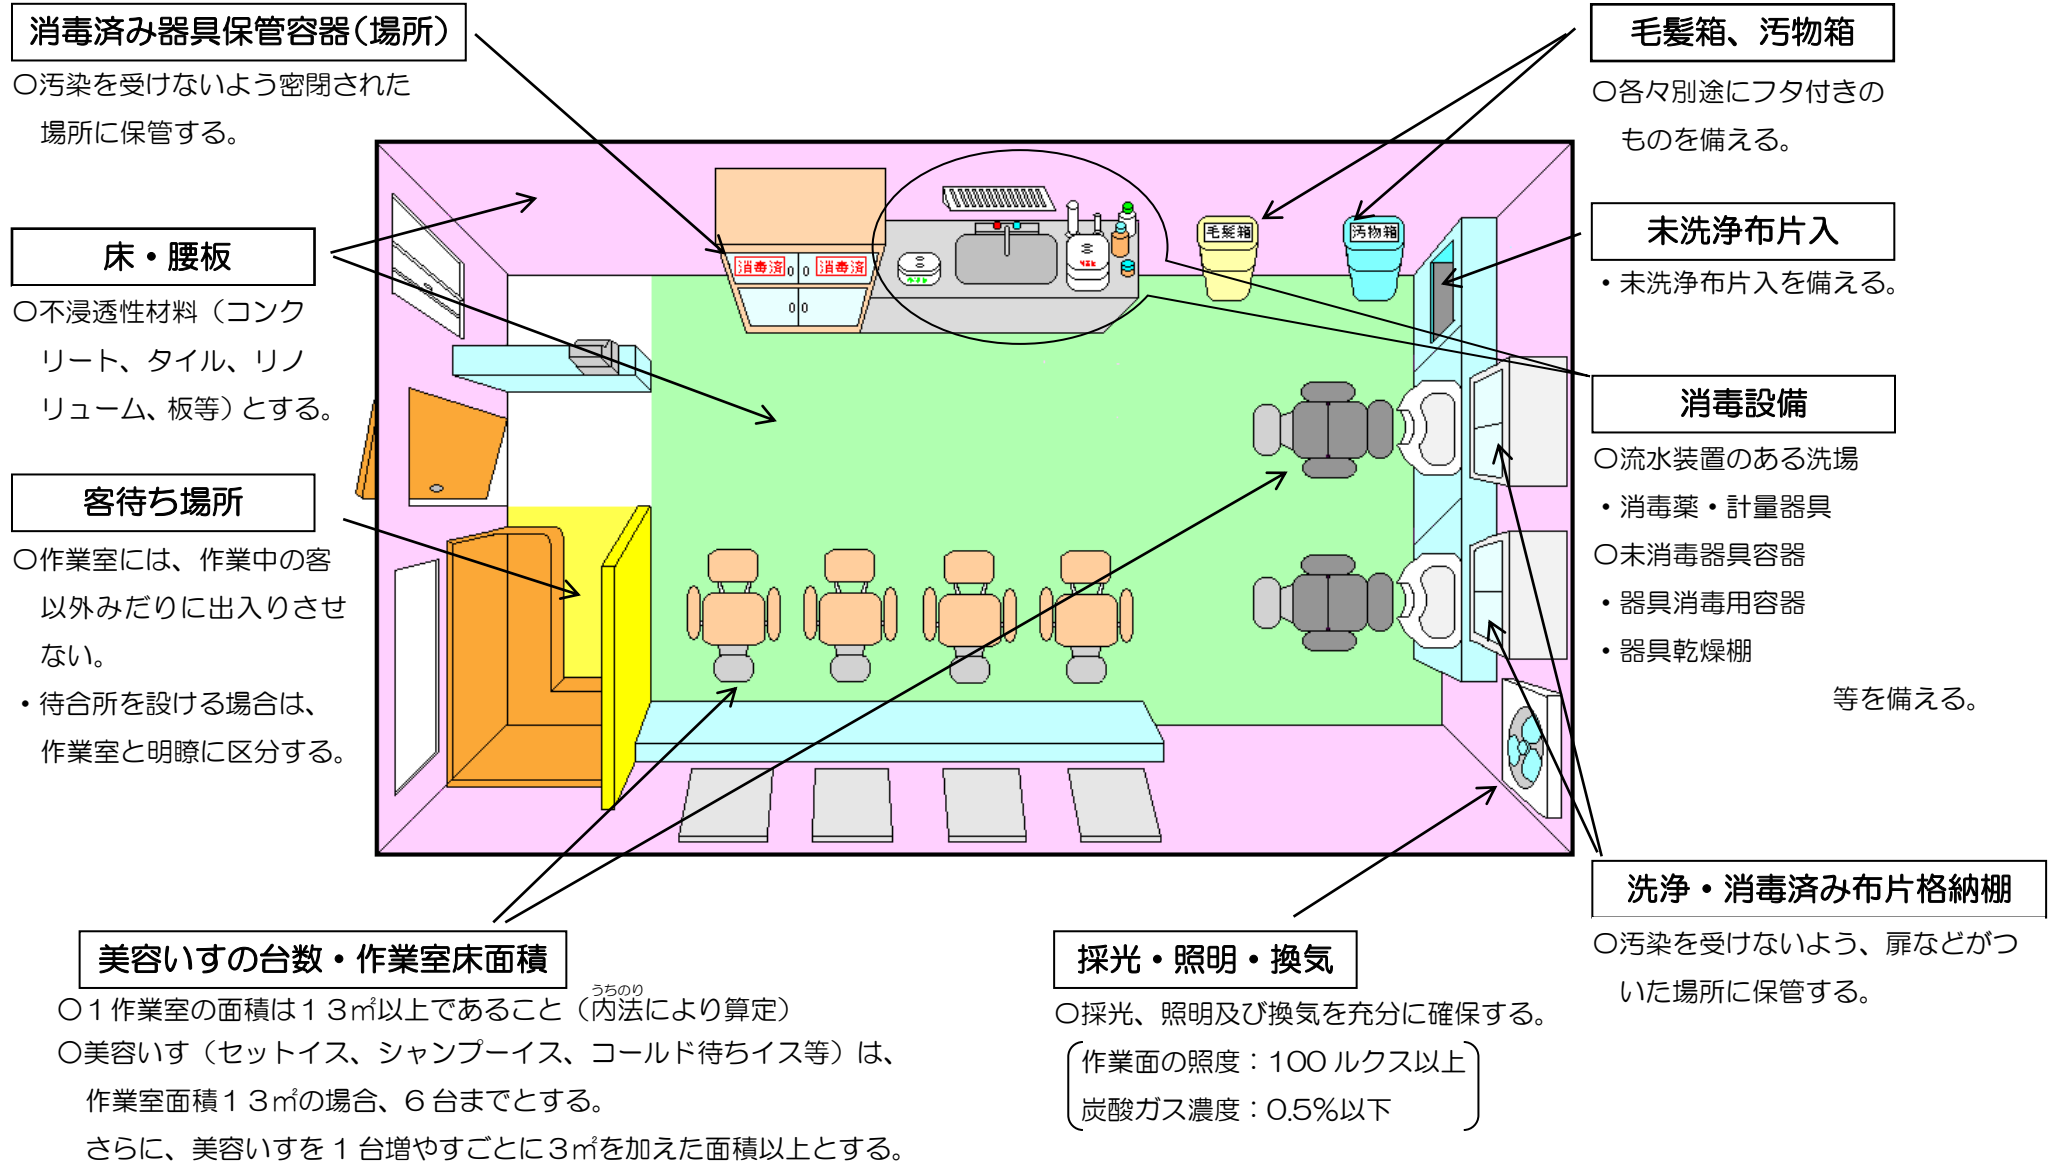 消毒済み器具保管容器(場所)
〇汚染を受けないよう密閉された
場所に保管する。
床・腰板
〇不浸透性材料(コンク
リート、タイル、リノ
リューム、板等)とする。
客待ち場所
〇作業室には、作業中の客
以外みだりに出入りさせ
ない。
・待合所を設ける場合は、
作業室と明瞭に区分する。
消毒済
消毒済
毛髪箱
汚物箱
毛髪箱、汚物箱
〇各々別途にフタ付きの
ものを備える。
未洗浄布片入
・未洗浄布片入を備える。
消毒設備
〇流水装置のある洗場
・消毒薬・計量器具
〇未消毒器具容器
・器具消毒用容器
・器具乾燥棚
等を備える。
洗浄・消毒済み布片格納棚
〇汚染を受けないよう、扉などがつ
いた場所に保管する。
美容いすの台数・作業室床面積
うちのり
〇1作業室の面積は13㎡以上であること(内法により算定)
〇美容いす(セットイス、シャンプーイス、コールド待ちイス等)は、
作業室面積13㎡の場合、6台までとする。
さらに、美容いすを1台増やすごとに3㎡を加えた面積以上とする。
採光・照明・換気
〇採光、照明及び換気を充分に確保する。
作業面の照度:100ルクス以上
炭酸ガス濃度:0.5%以下